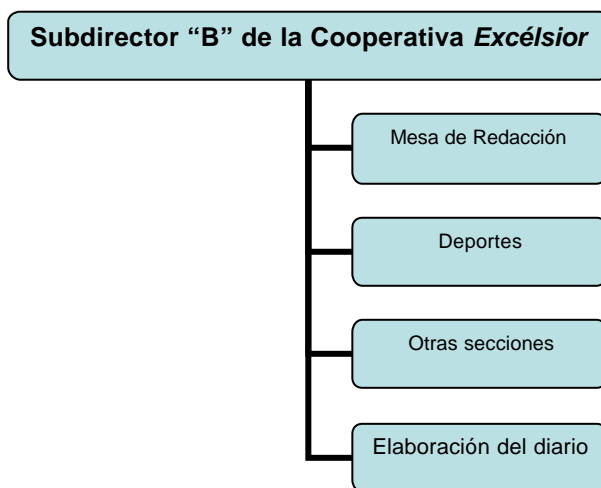 Subdirector “B” de la Cooperativa Excélsior
Mesa de Redacción
Deportes
Otras secciones
Elaboración del diario